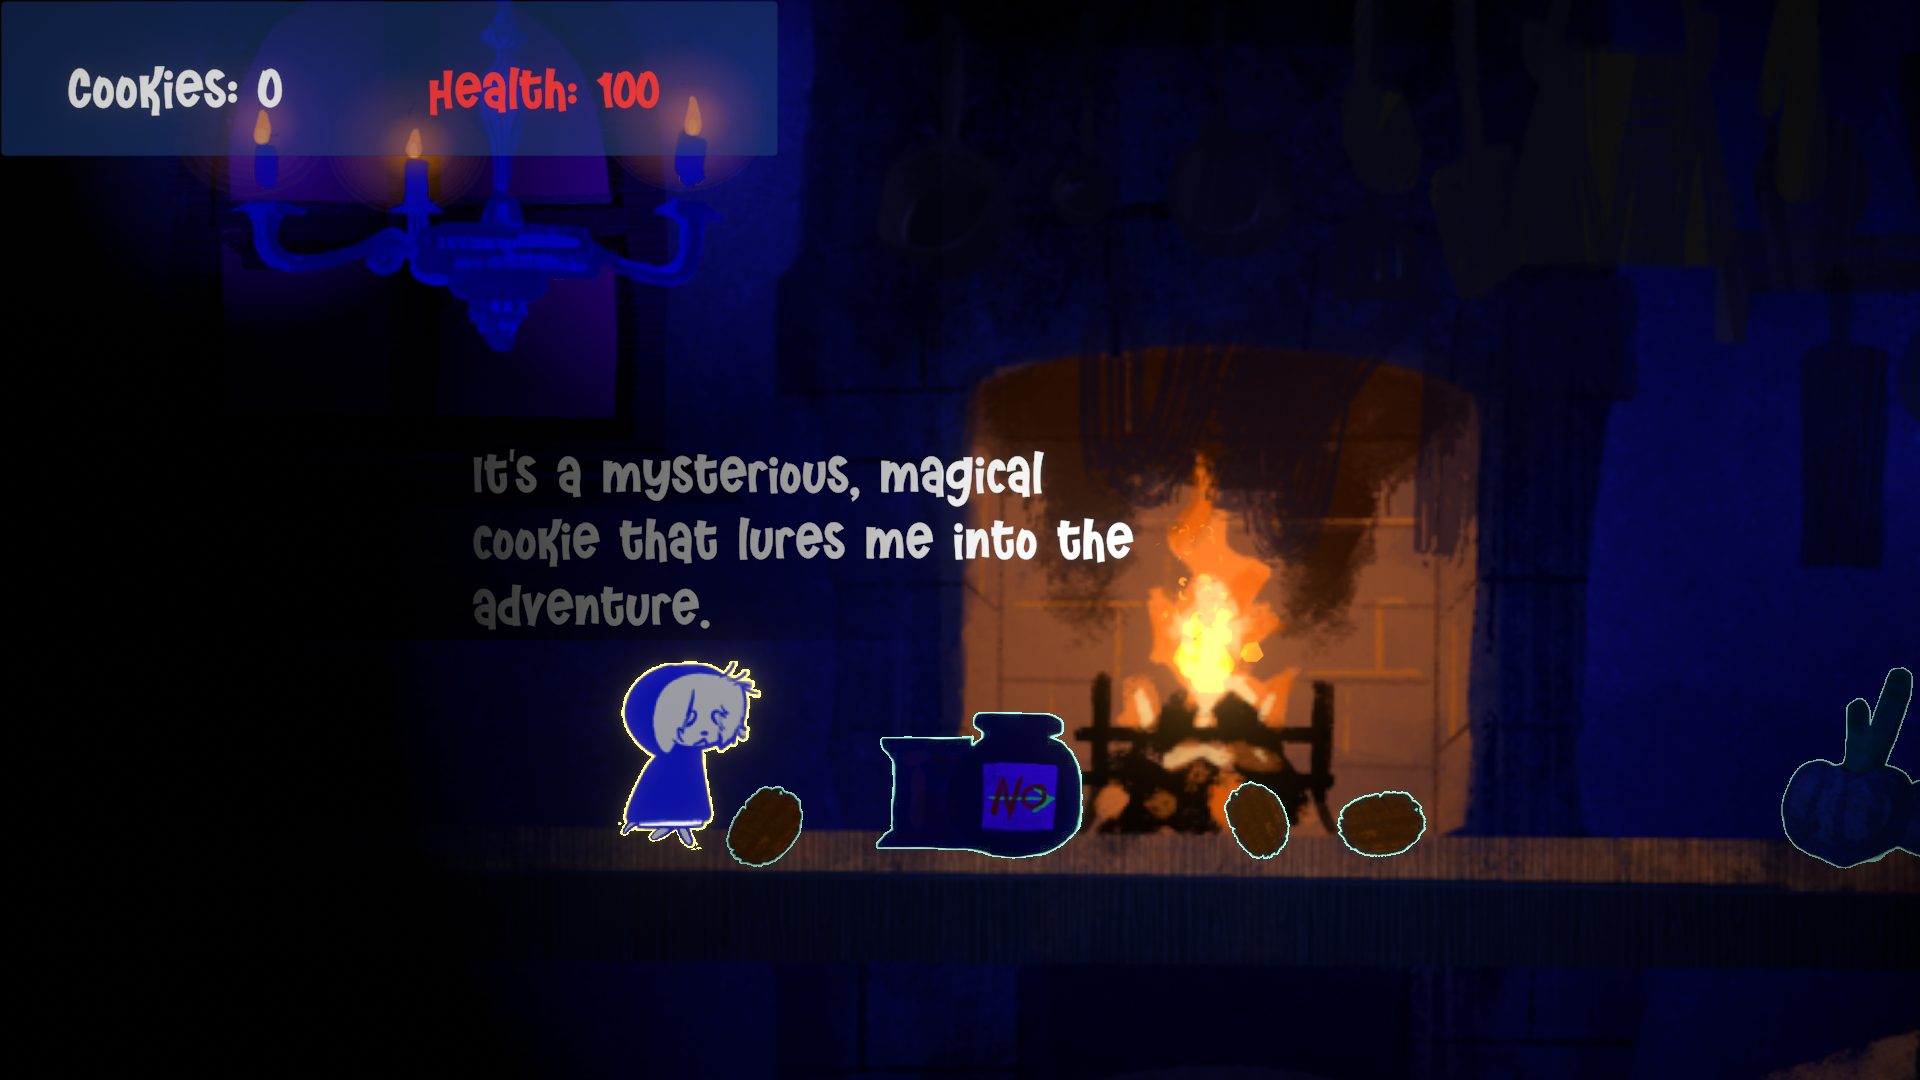 Cookies: 0 Health: 100
It's a mysterious, magical
cookie that lures me into the
adventure.
NO